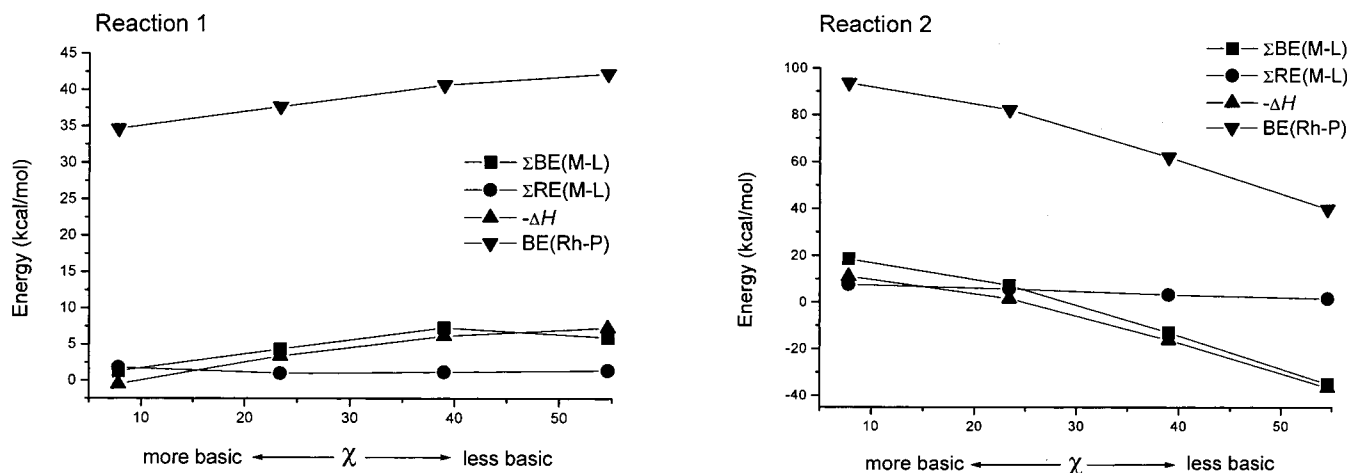 Reaction 1
Energy (kcal/mol)
45
40
35
30
25
20
15
10
5
0
■ ΣBE(M-L)
● ΣRE(M-L)
▲ -ΔH
▼ BE(Rh-P)
10 20 30 40 50
more basic ← χ → less basic
Reaction 2
Energy (kcal/mol)
100
80
60
40
20
0
-20
-40
■ ΣBE(M-L)
● ΣRE(M-L)
▲ -ΔH
▼ BE(Rh-P)
10 20 30 40 50
more basic ← χ → less basic